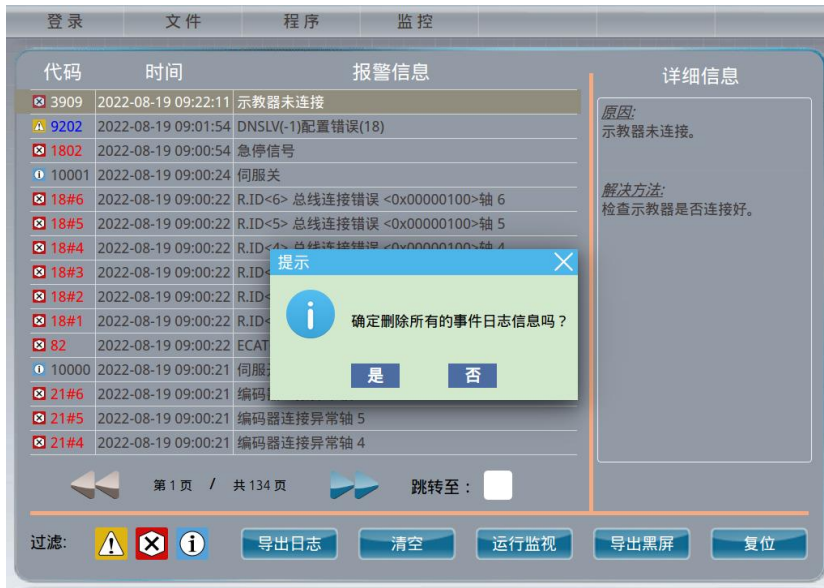 登录 文件 程序 监控
代码 时间 报警信息
3909 2022-08-19 09:22:11 示教器未连接
9202 2022-08-19 09:01:54 DNSLV(-1)配置错误(18)
1802 2022-08-19 09:00:54 急停信号
10001 2022-08-19 09:00:24 伺服关
18#6 2022-08-19 09:00:22 R.ID<6> 总线连接错误 <0x00000100>轴 6
18#5 2022-08-19 09:00:22 R.ID<5> 总线连接错误 <0x00000100>轴 5
18#4 2022-08-19 09:00:22 R.ID<4> 总线连接错误 <0x00000100>轴 4
18#3 2022-08-19 09:00:22 R.ID<
18#2 2022-08-19 09:00:22 R.ID<
18#1 2022-08-19 09:00:22 R.ID<
82 2022-08-19 09:00:22 ECAT
10000 2022-08-19 09:00:21 伺服
21#6 2022-08-19 09:00:21 编码
21#5 2022-08-19 09:00:21 编码器连接异常轴 5
21#4 2022-08-19 09:00:21 编码器连接异常轴 4
提示
确定删除所有的事件日志信息吗？
是 否
第 1 页 / 共 134 页 跳转至：
详细信息
原因:
示教器未连接。
解决方法:
检查示教器是否连接好。
过滤: 导出日志 清空 运行监视 导出黑屏 复位